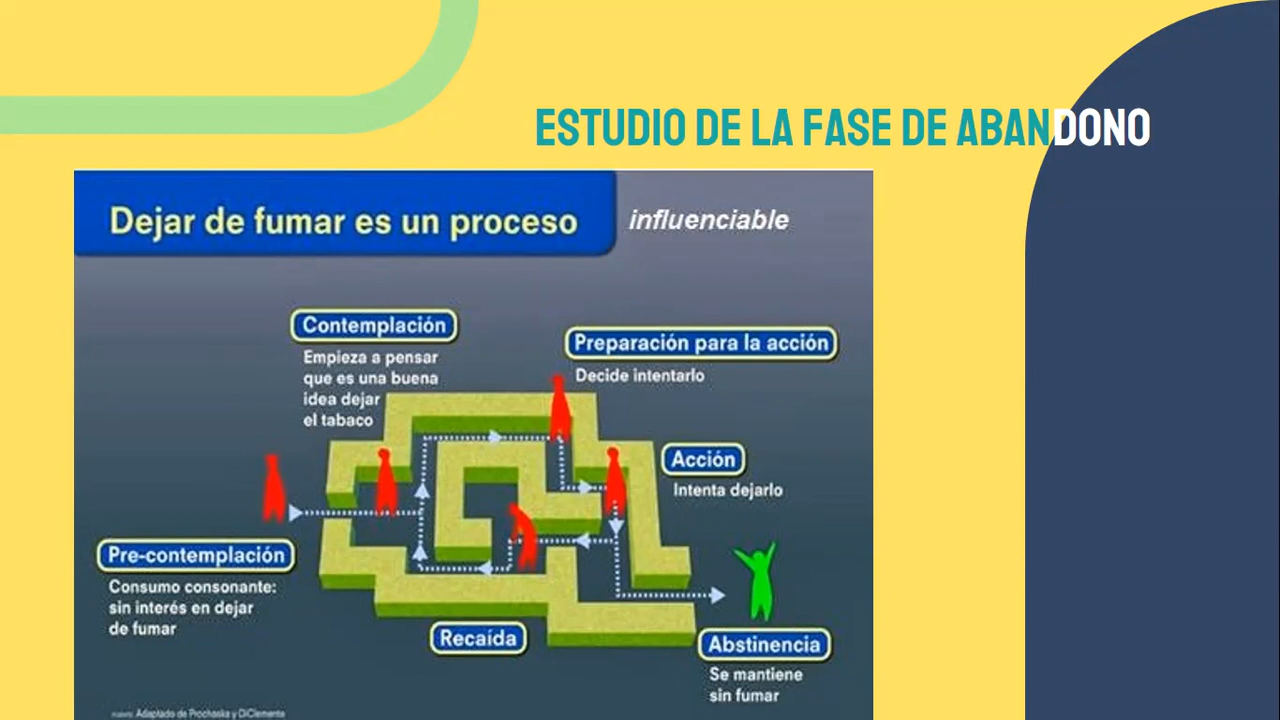 ESTUDIO DE LA FASE DE ABANDONO
Dejar de fumar es un proceso influenciable
Contemplación
Empieza a pensar
que es una buena
idea dejar
el tabaco
Preparación para la acción
Decide intentarlo
Acción
Intenta dejarlo
Pre-contemplación
Consumo consonante:
sin interés en dejar
de fumar
Recaída
Abstinencia
Se mantiene
sin fumar
Adaptado de Prochaska y DiClemente